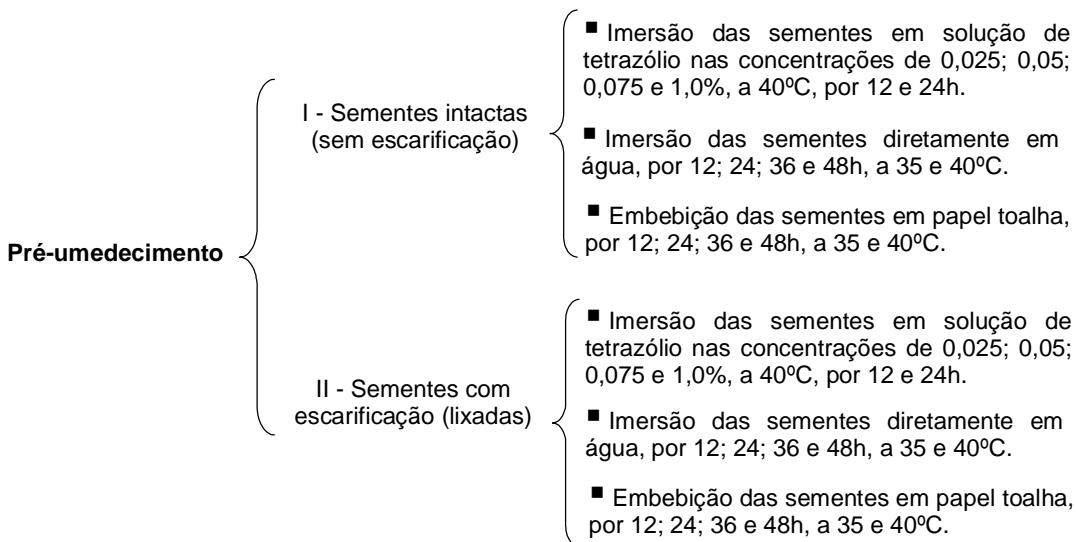 Pré-umedecimento
I - Sementes intactas
(sem escarificação)
▪ Imersão das sementes em solução de
tetrazólio nas concentrações de 0,025; 0,05;
0,075 e 1,0%, a 40ºC, por 12 e 24h.
▪ Imersão das sementes diretamente em
água, por 12; 24; 36 e 48h, a 35 e 40ºC.
▪ Embebição das sementes em papel toalha,
por 12; 24; 36 e 48h, a 35 e 40ºC.
II - Sementes com
escarificação (lixadas)
▪ Imersão das sementes em solução de
tetrazólio nas concentrações de 0,025; 0,05;
0,075 e 1,0%, a 40ºC, por 12 e 24h.
▪ Imersão das sementes diretamente em
água, por 12; 24; 36 e 48h, a 35 e 40ºC.
▪ Embebição das sementes em papel toalha,
por 12; 24; 36 e 48h, a 35 e 40ºC.